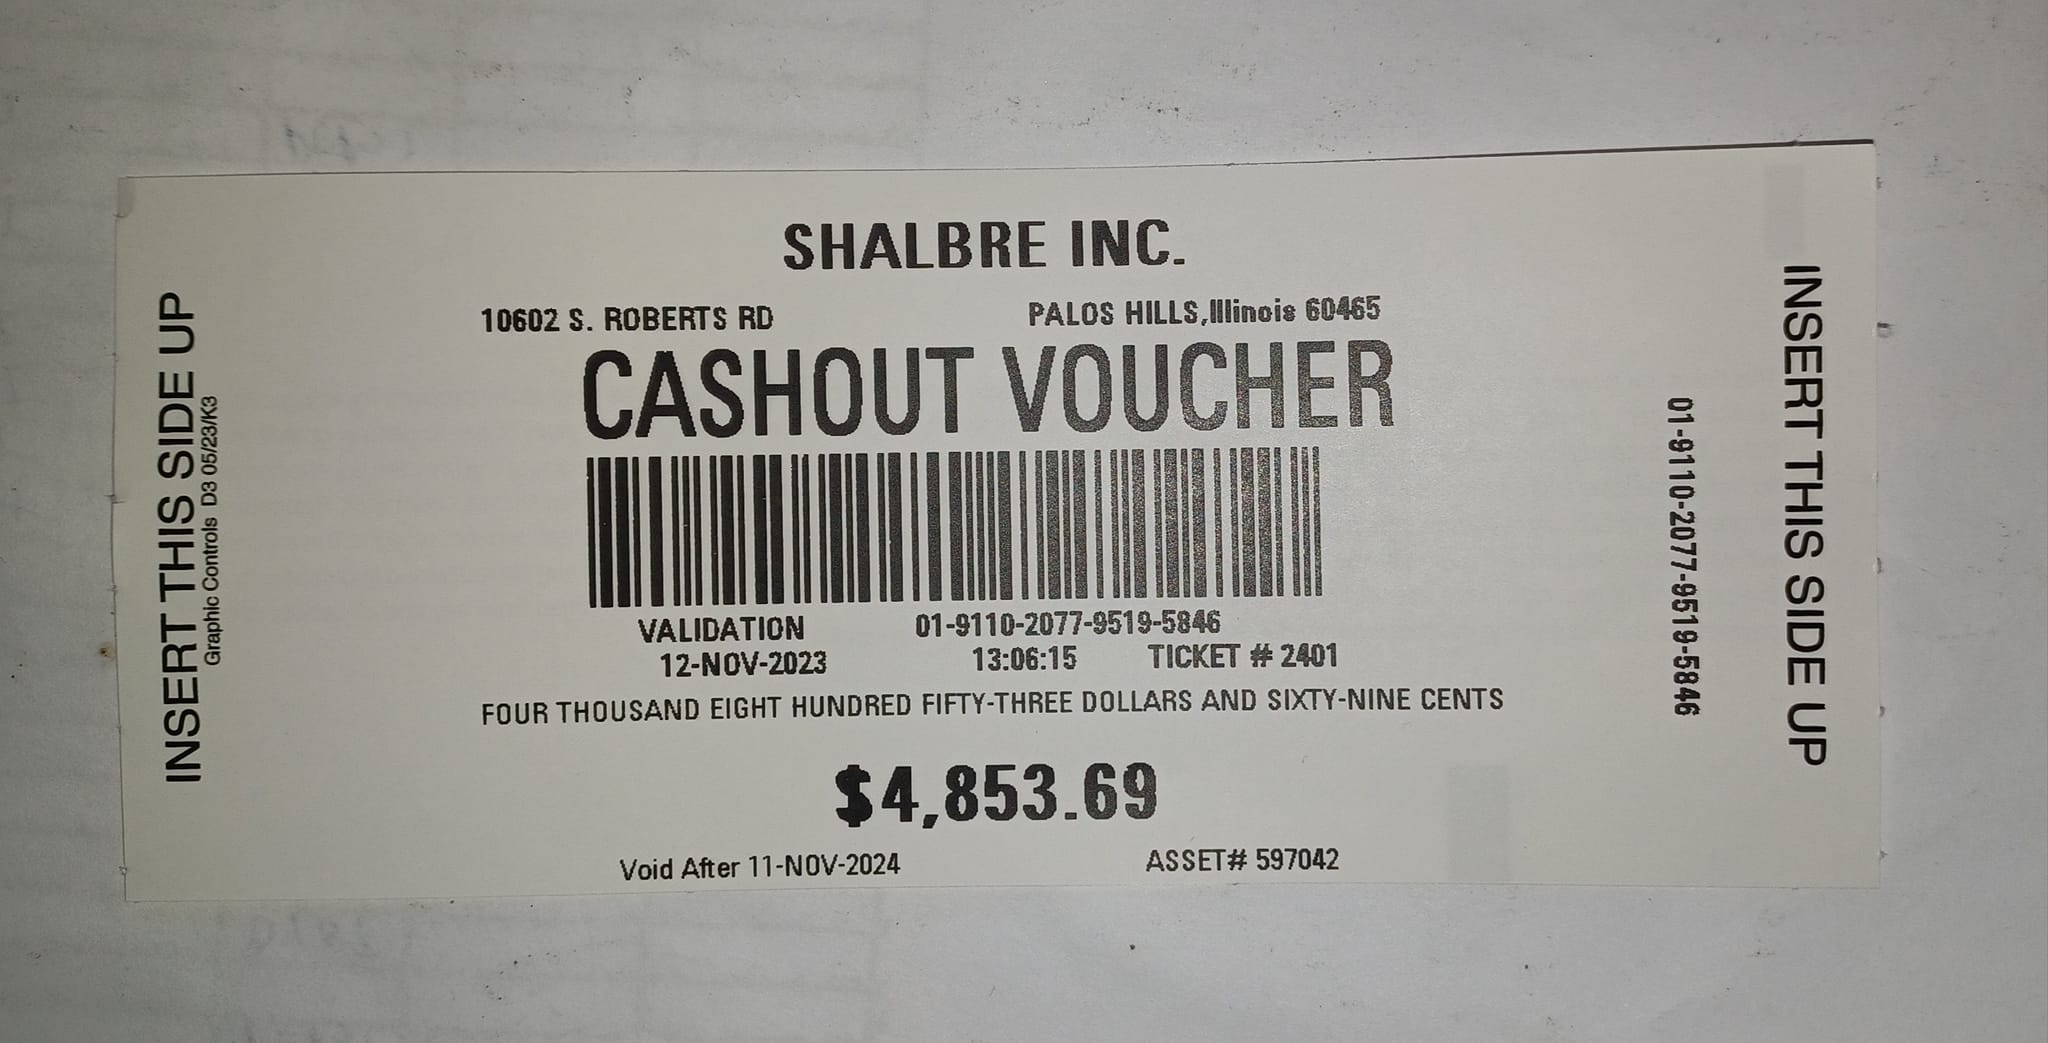 SHALBRE INC.
10602 S. ROBERTS RD PALOS HILLS,Illinois 60465
CASHOUT VOUCHER
VALIDATION 01-9110-2077-9519-5846
12-NOV-2023 13:06:15 TICKET # 2401
FOUR THOUSAND EIGHT HUNDRED FIFTY-THREE DOLLARS AND SIXTY-NINE CENTS
$4,853.69
Void After 11-NOV-2024 ASSET# 597042
INSERT THIS SIDE UP
Graphic Controls D3 05/23/K3
01-9110-2077-9519-5846
INSERT THIS SIDE UP